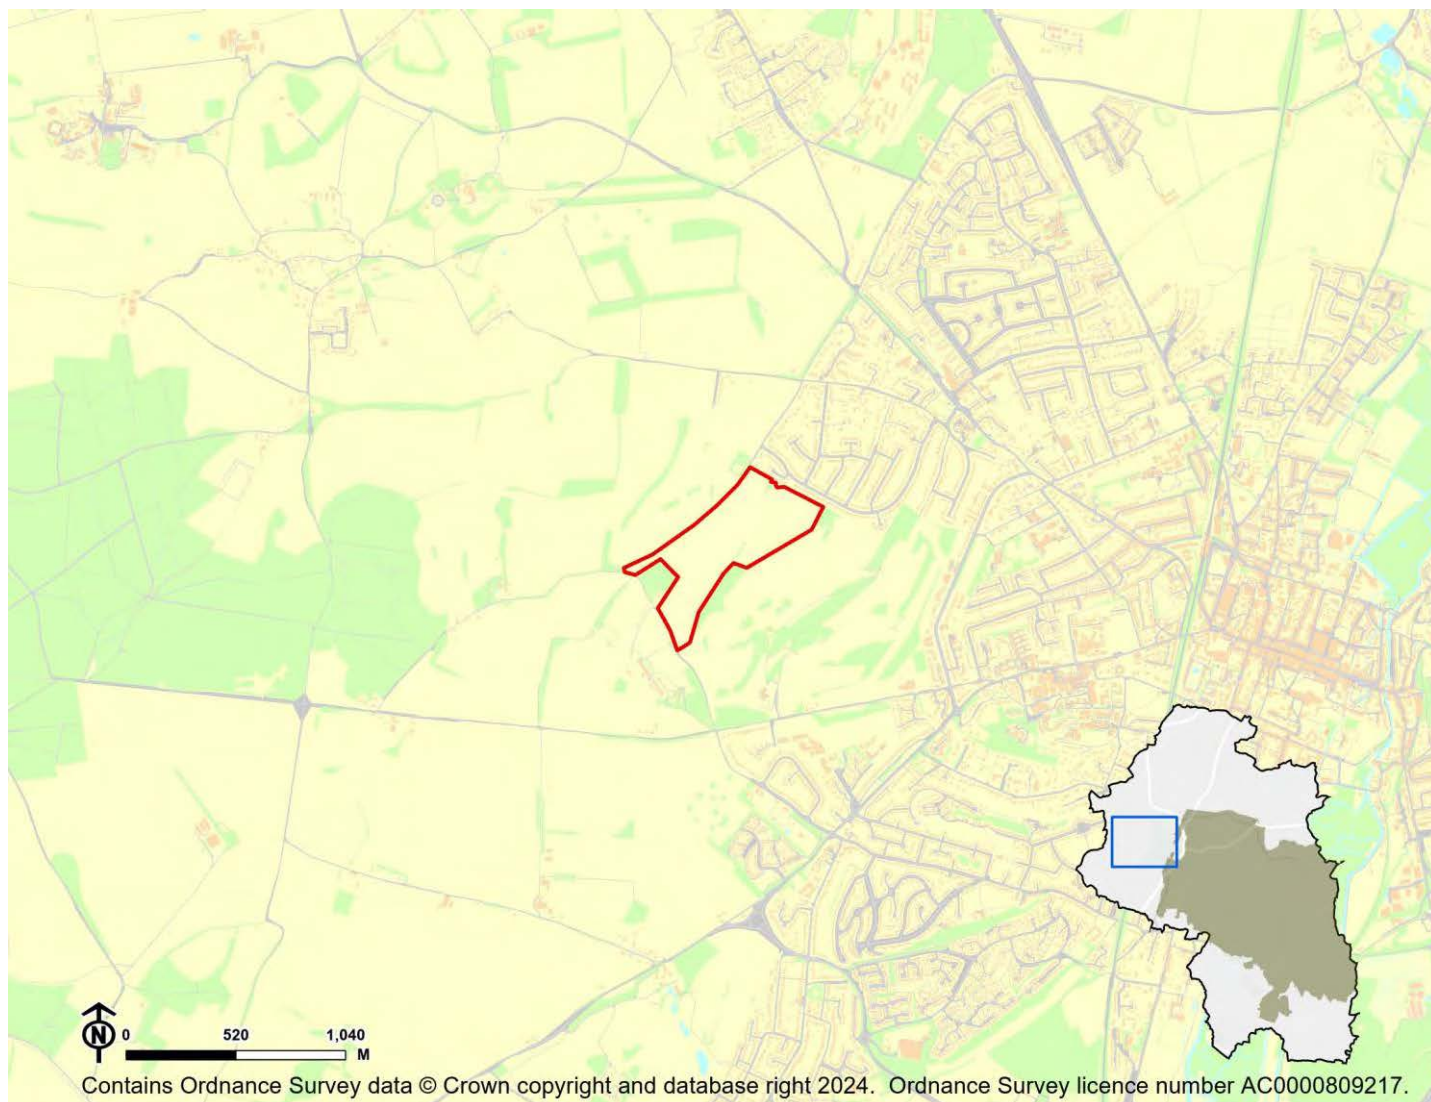 N
0 520 1,040
M
Contains Ordnance Survey data © Crown copyright and database right 2024. Ordnance Survey licence number AC0000809217.